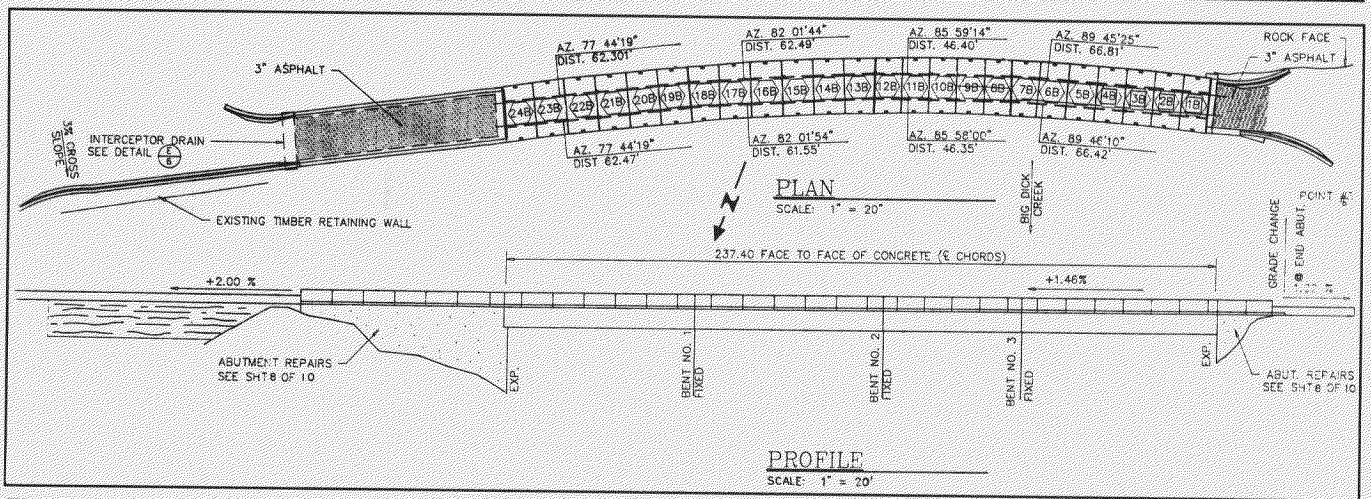 AZ. 77 44'19"
DIST. 62.301'
AZ. 82 01'44"
DIST. 62.49'
AZ. 85 59'14"
DIST. 46.40'
AZ. 89 45'25"
DIST. 66.81'
ROCK FACE
3" ASPHALT
3" ASPHALT
24B 23B 22B 21B 20B 19B 18B 17B 16B 15B 14B 13B 12B 11B 10B 9B 8B 7B 6B 5B 4B 3B 2B 1B
3% CROSS
SLOPE
INTERCEPTOR DRAIN
SEE DETAIL
AZ. 77 44'19"
DIST 62.47'
AZ. 82 01'54"
DIST. 61.55'
AZ. 85 58'00"
DIST. 46.35'
AZ. 89 46'10"
DIST. 66.42'
EXISTING TIMBER RETAINING WALL
PLAN
SCALE: 1" = 20"
N
BIG DICK
CREEK
POINT
GRADE CHANGE
@ END ABUT.
237.40 FACE TO FACE OF CONCRETE (℄ CHORDS)
+2.00 %
+1.46%
ABUTMENT REPAIRS
SEE SHT 8 OF 10
EXP.
BENT NO. 1
FIXED
BENT NO. 2
FIXED
BENT NO. 3
FIXED
EXP.
ABUT. REPAIRS
SEE SHT 8 OF 10
PROFILE
SCALE: 1" = 20'